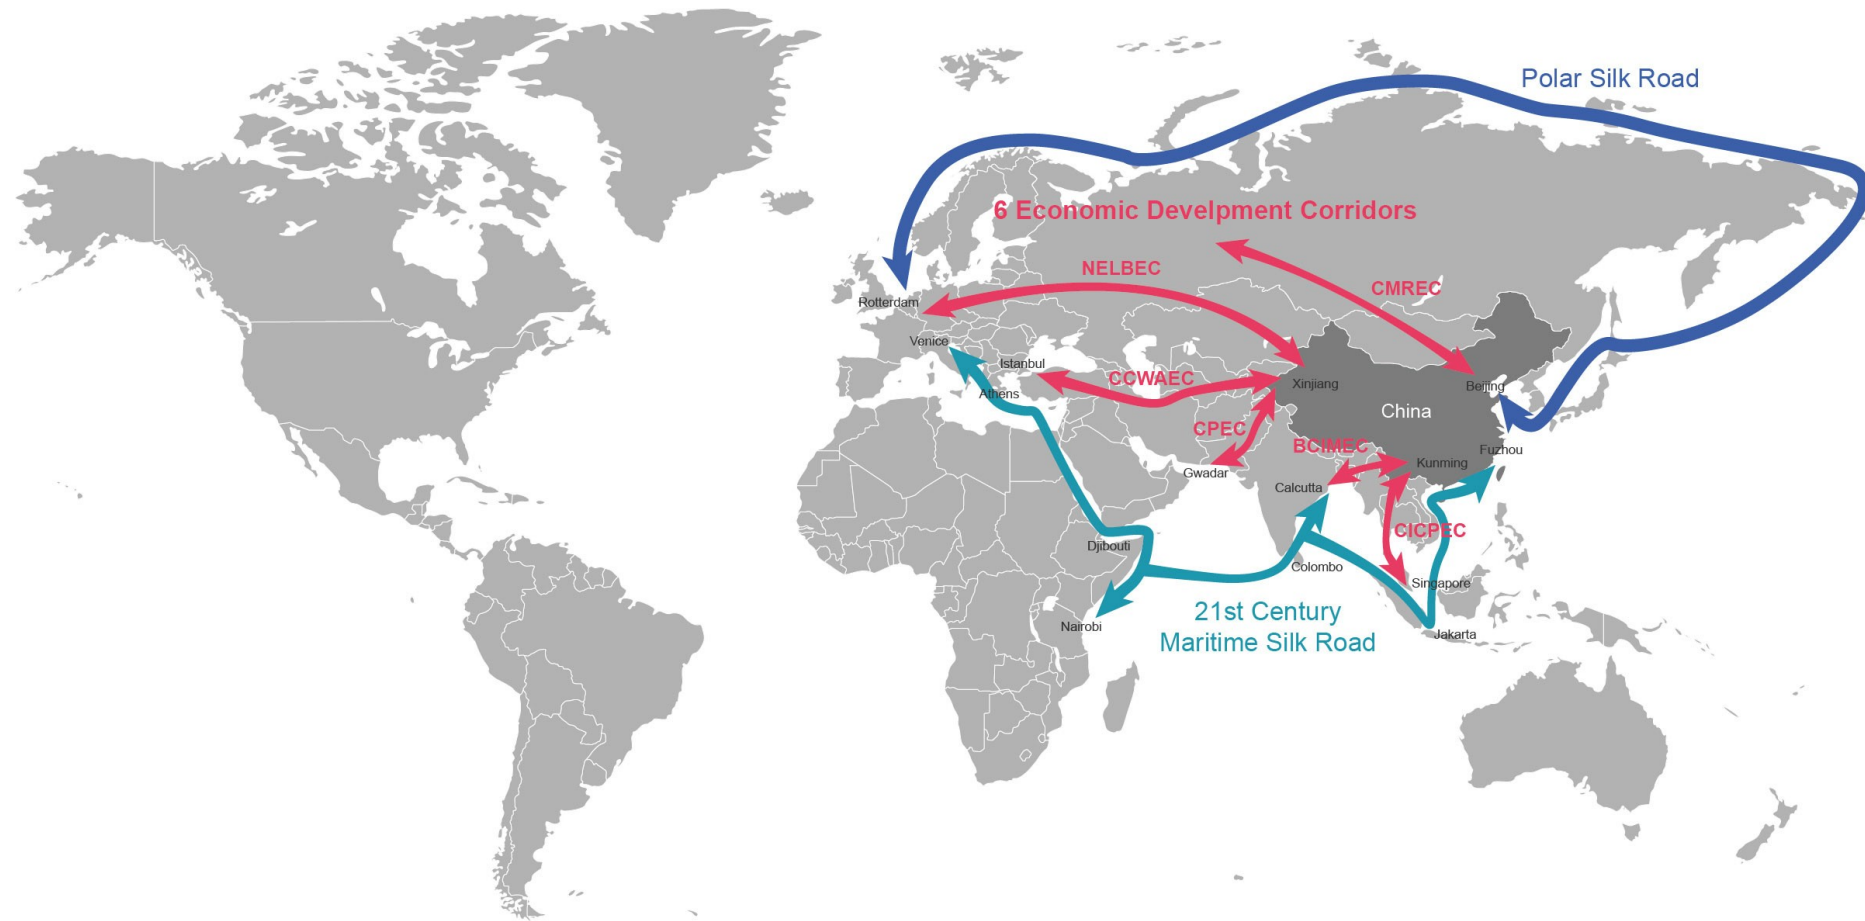 Polar Silk Road
6 Economic Develpment Corridors
NELBEC
CMREC
Rotterdam
Venice
Istanbul
CCWAEC
Xinjiang
Beijing
Athens
China
CPEC
BCIMEC
Fuzhou
Gwadar
Kunming
Calcutta
CICPEC
Djibouti
Colombo
Singapore
21st Century
Maritime Silk Road
Nairobi
Jakarta